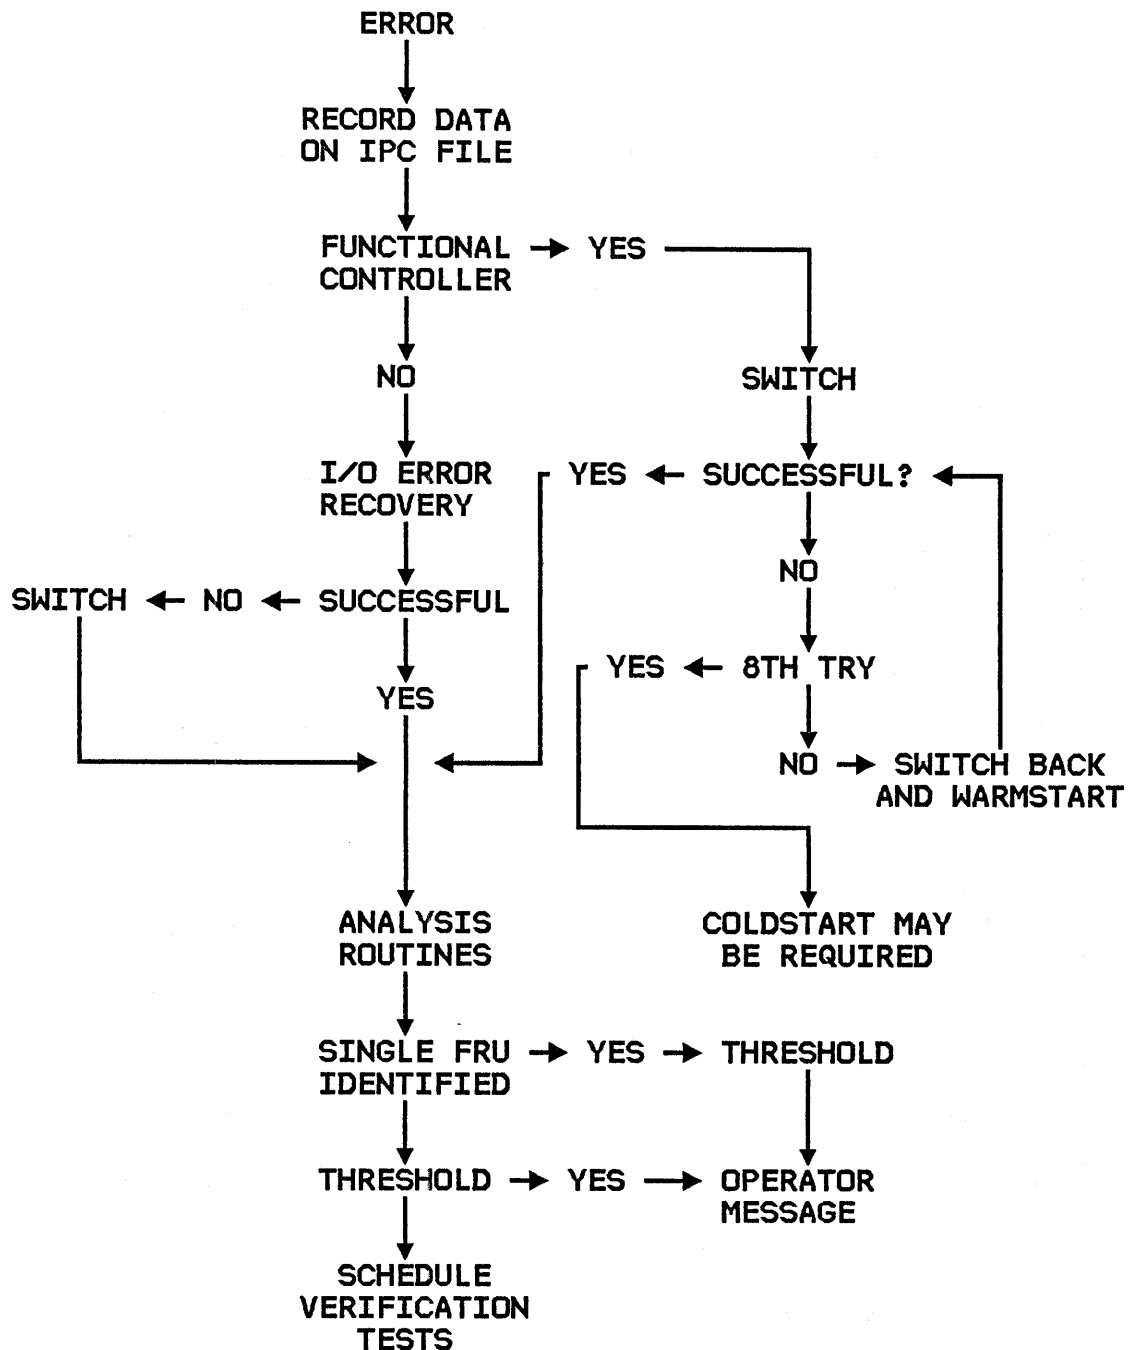 ERROR
RECORD DATA
ON IPC FILE
FUNCTIONAL
CONTROLLER
YES
NO
SWITCH
I/O ERROR
RECOVERY
YES
SUCCESSFUL?
NO
SWITCH
NO
SUCCESSFUL
YES
8TH TRY
YES
NO
SWITCH BACK
AND WARMSTART
ANALYSIS
ROUTINES
COLDSTART MAY
BE REQUIRED
SINGLE FRU
IDENTIFIED
YES
THRESHOLD
THRESHOLD
YES
OPERATOR
MESSAGE
SCHEDULE
VERIFICATION
TESTS